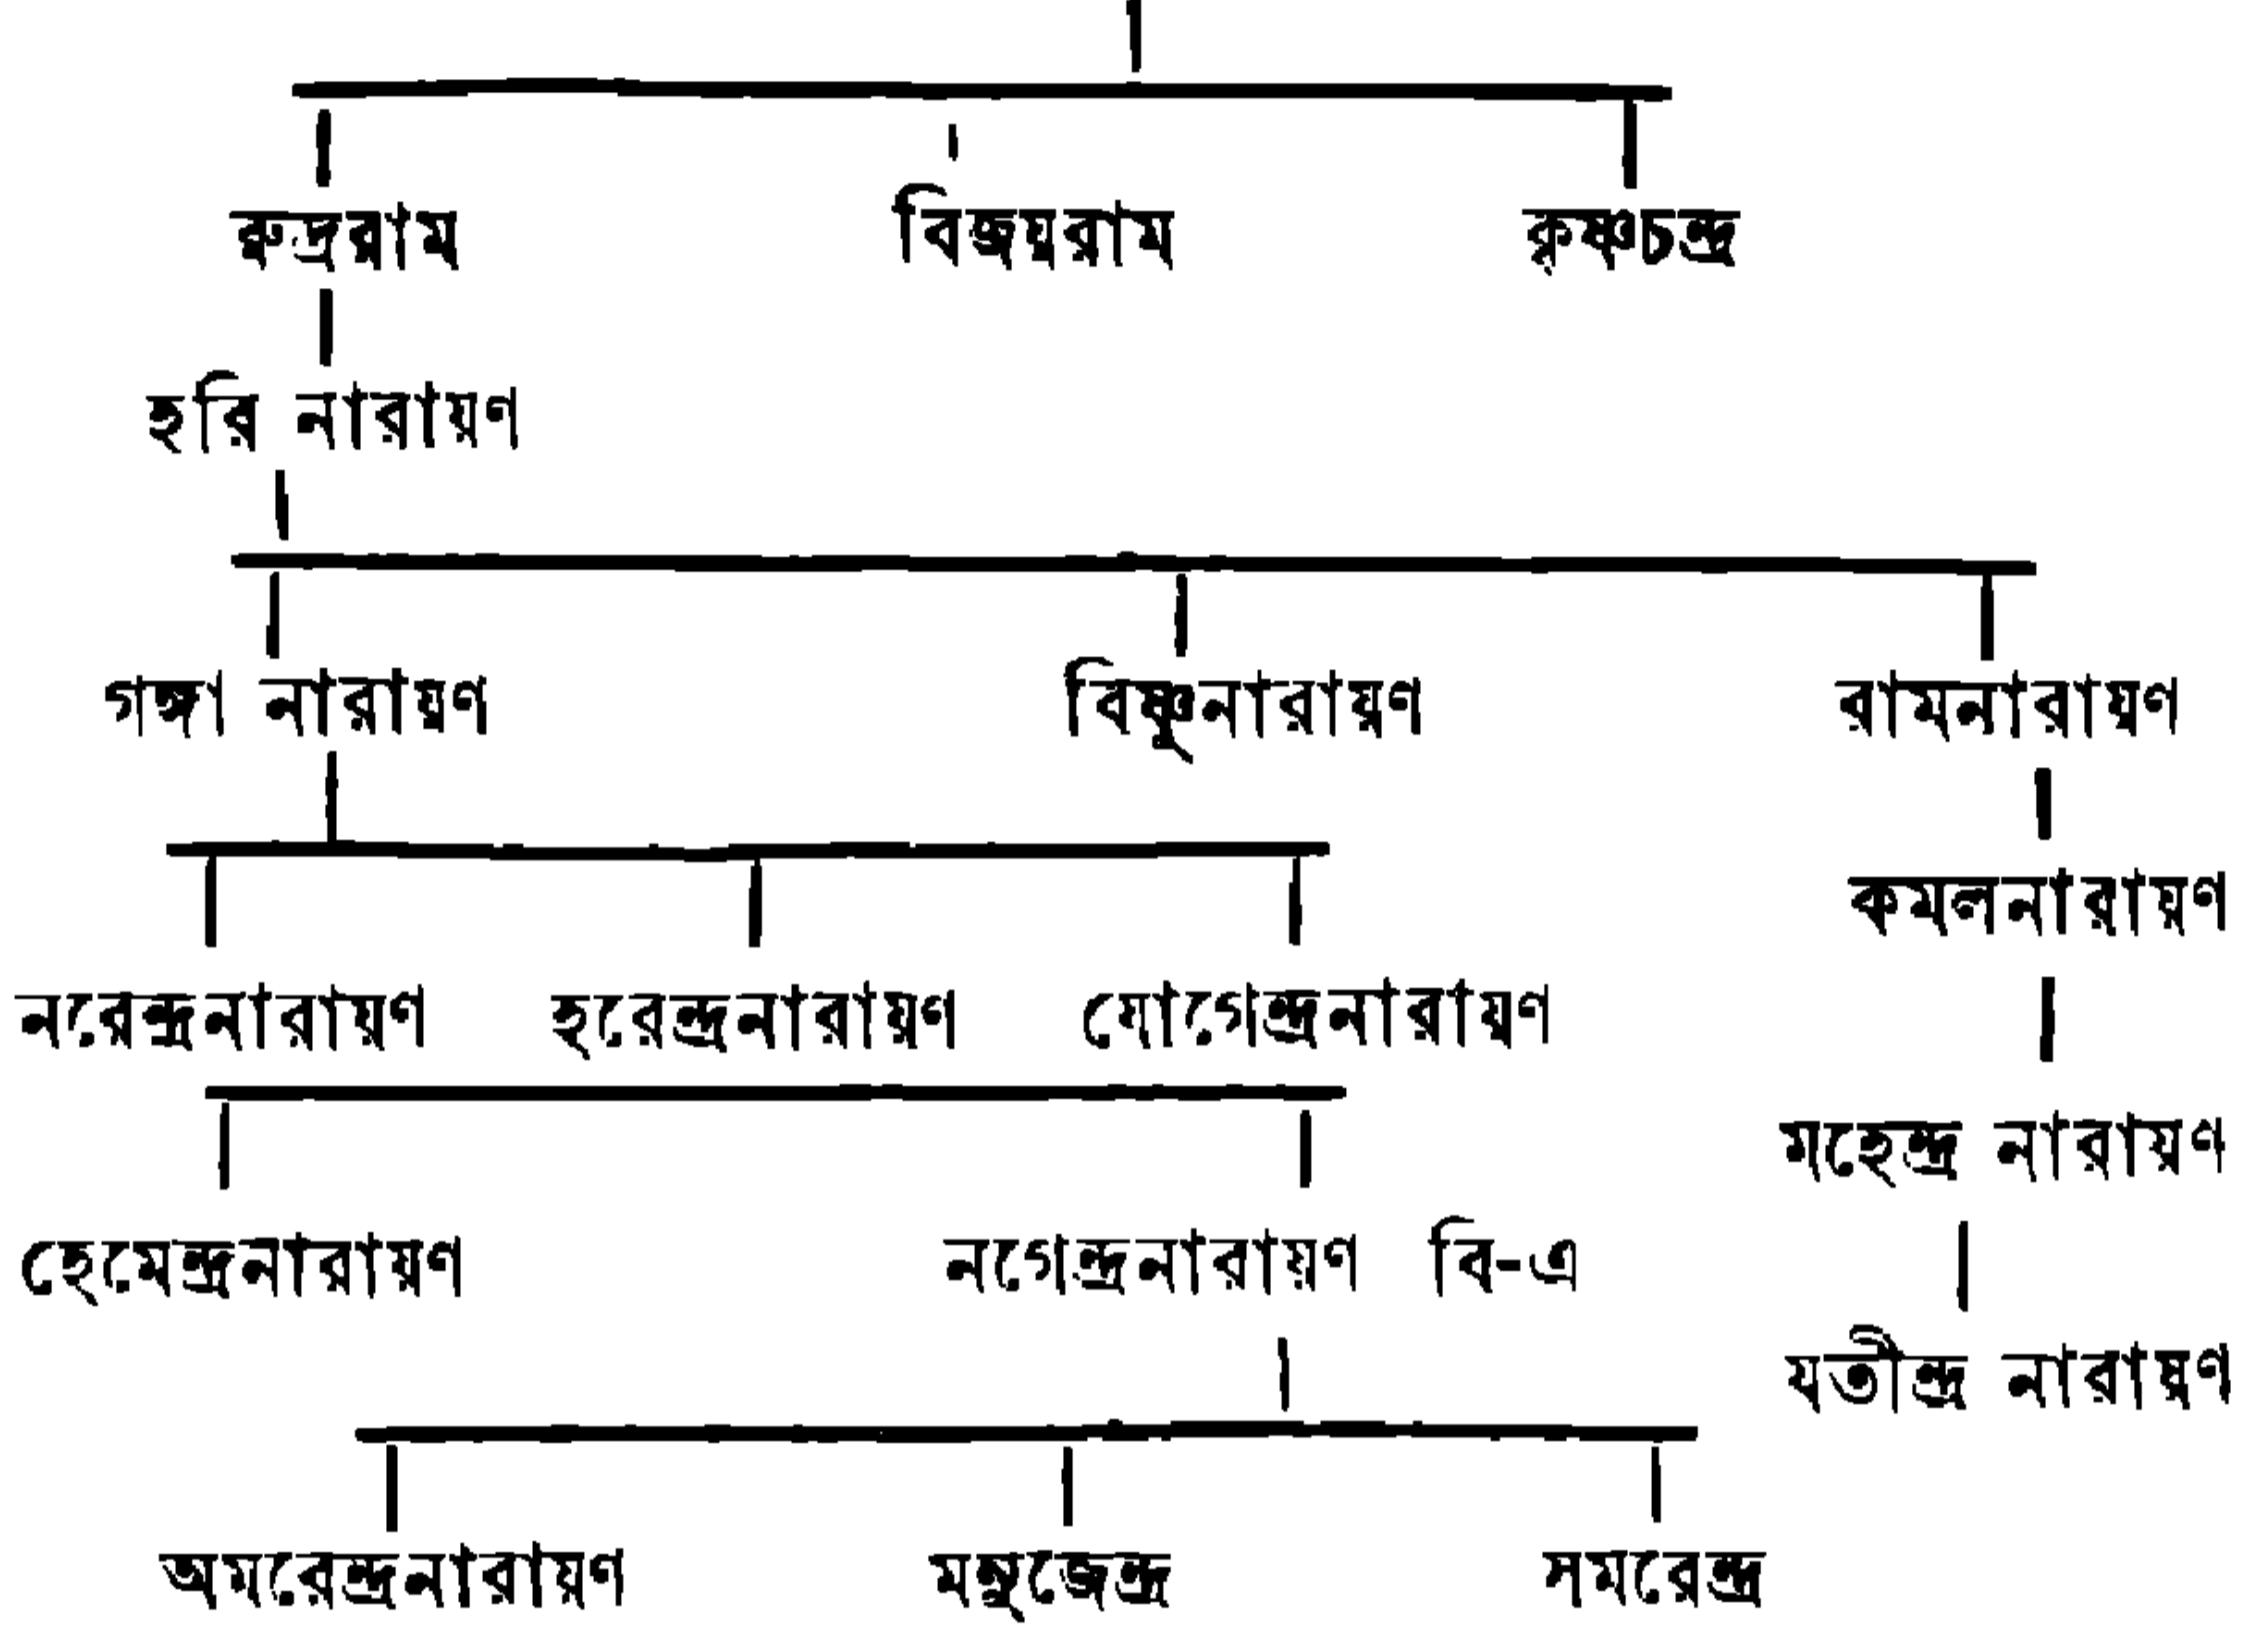 রুদ্ররাম বিজয়রাম কৃষ্ণচন্দ্র
হরি নারায়ণ
গঙ্গা নারায়ণ বিষ্ণুনারায়ণ রামনারায়ণ
কমলনারায়ণ
নরেন্দ্রনারায়ণ হরেন্দ্রনারায়ণ যোগেন্দ্রনারায়ণ
মহেন্দ্র নারায়ণ
হেমেন্দ্রনারায়ণ নগেন্দ্রনারায়ণ বি-এ
যতীন্দ্র নারায়ণ
অমরেন্দ্রনারায়ণ মনুজেন্দ্র সমরেন্দ্র